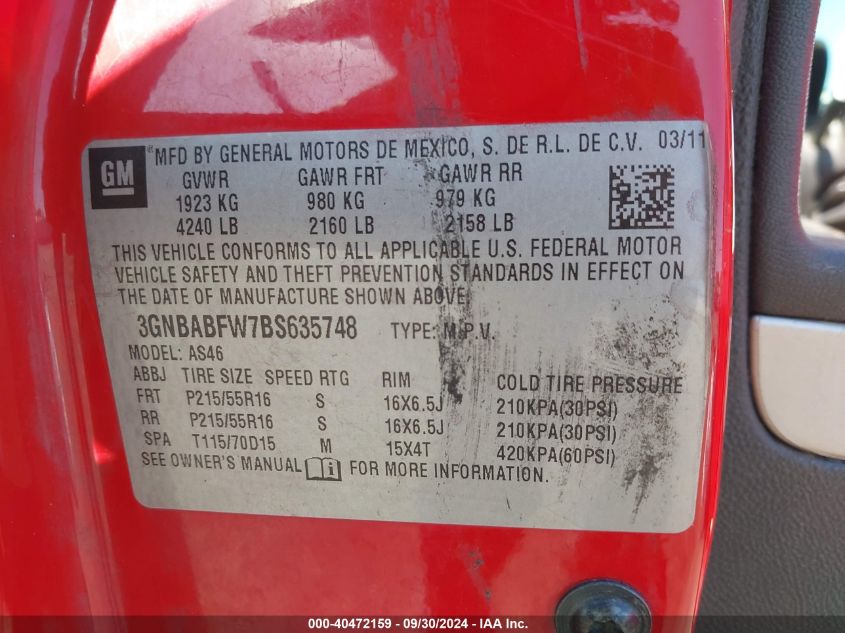 GM
MFD BY GENERAL MOTORS DE MEXICO, S. DE R.L. DE C.V. 03/11
GVWR GAWR FRT GAWR RR
1923 KG 980 KG 979 KG
4240 LB 2160 LB 2158 LB
THIS VEHICLE CONFORMS TO ALL APPLICABLE U.S. FEDERAL MOTOR
VEHICLE SAFETY AND THEFT PREVENTION STANDARDS IN EFFECT ON
THE DATE OF MANUFACTURE SHOWN ABOVE.
3GNBABFW7BS635748 TYPE: M.P.V.
MODEL: AS46
ABBJ TIRE SIZE SPEED RTG RIM COLD TIRE PRESSURE
FRT P215/55R16 S 16X6.5J 210KPA(30PSI)
RR P215/55R16 S 16X6.5J 210KPA(30PSI)
SPA T115/70D15 M 15X4T 420KPA(60PSI)
SEE OWNER'S MANUAL FOR MORE INFORMATION.
000-40472159 - 09/30/2024 - IAA Inc.